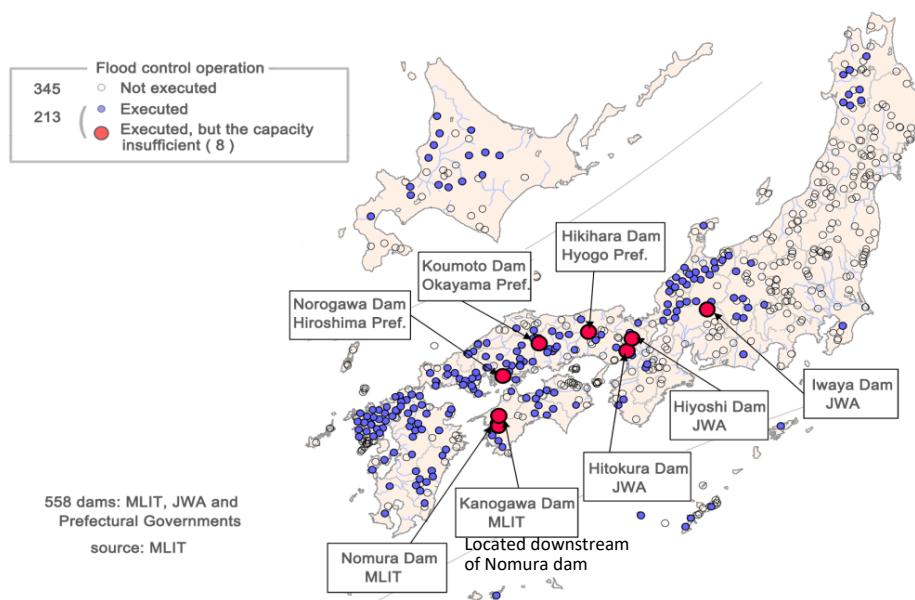 Flood control operation
345 Not executed
213 Executed
Executed, but the capacity
insufficient ( 8 )
Hikihara Dam
Hyogo Pref.
Koumoto Dam
Okayama Pref.
Norogawa Dam
Hiroshima Pref.
Iwaya Dam
JWA
Hiyoshi Dam
JWA
Hitokura Dam
JWA
Kanogawa Dam
MLIT
Located downstream
of Nomura dam
Nomura Dam
MLIT
558 dams: MLIT, JWA and
Prefectural Governments
source: MLIT